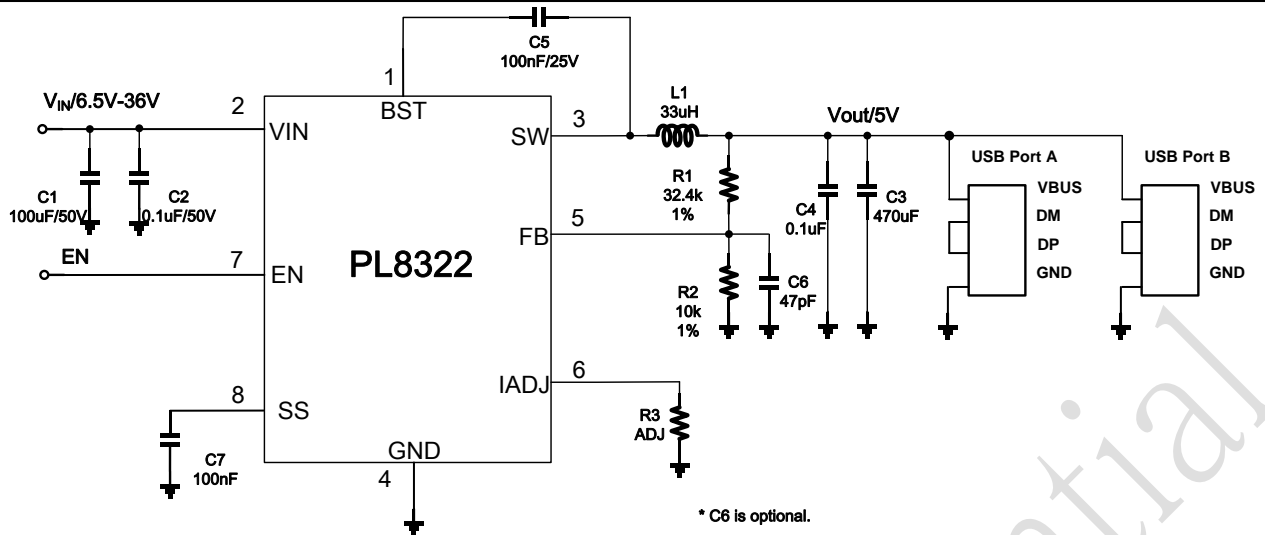 C5
100nF/25V
1
BST
VIN/6.5V-36V
2
VIN
3
SW
L1
33uH
Vout/5V
USB Port A
USB Port B
C1
100uF/50V
C2
0.1uF/50V
R1
32.4k
1%
C4
0.1uF
C3
470uF
VBUS
DM
DP
GND
VBUS
DM
DP
GND
5
FB
EN
7
EN
PL8322
R2
10k
1%
C6
47pF
6
IADJ
R3
ADJ
8
SS
C7
100nF
GND
4
* C6 is optional.